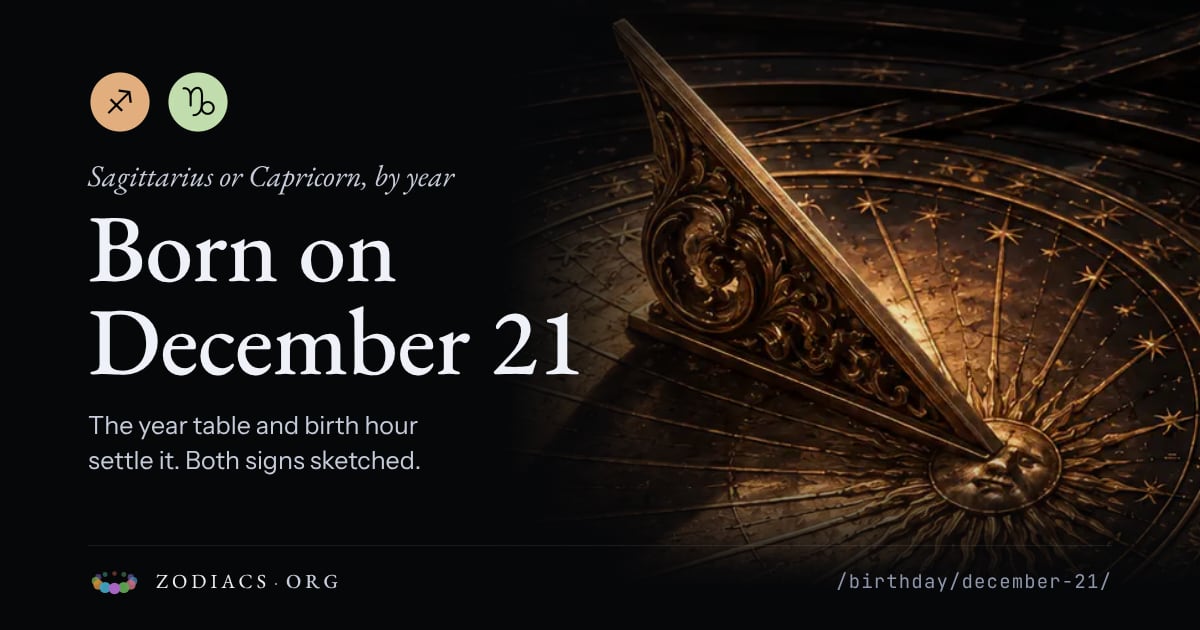 Sagittarius or Capricorn, by year
Born on
December 21
The year table and birth hour
settle it. Both signs sketched.
ZODIACS·ORG
/birthday/december-21/